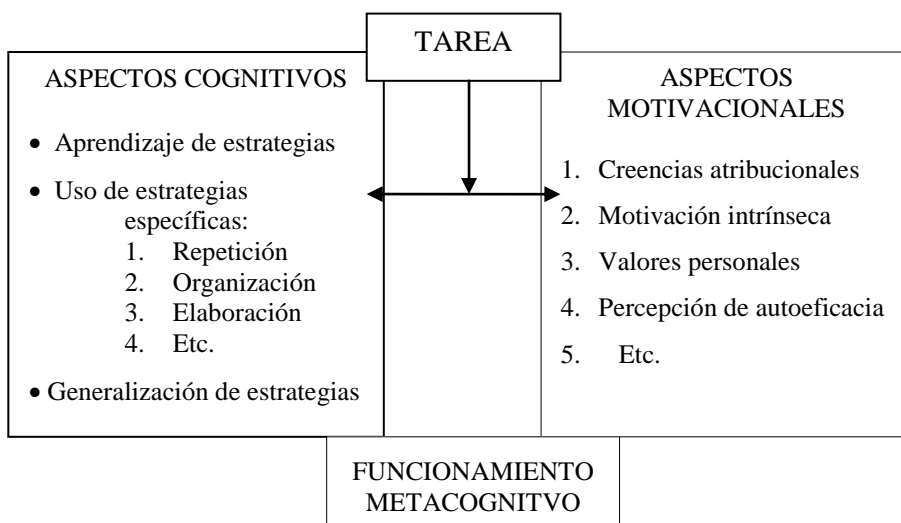 TAREA
ASPECTOS COGNITIVOS
• Aprendizaje de estrategias
• Uso de estrategias
específicas:
1. Repetición
2. Organización
3. Elaboración
4. Etc.
• Generalización de estrategias
ASPECTOS
MOTIVACIONALES
1. Creencias atribucionales
2. Motivación intrínseca
3. Valores personales
4. Percepción de autoeficacia
5. Etc.
FUNCIONAMIENTO
METACOGNITVO